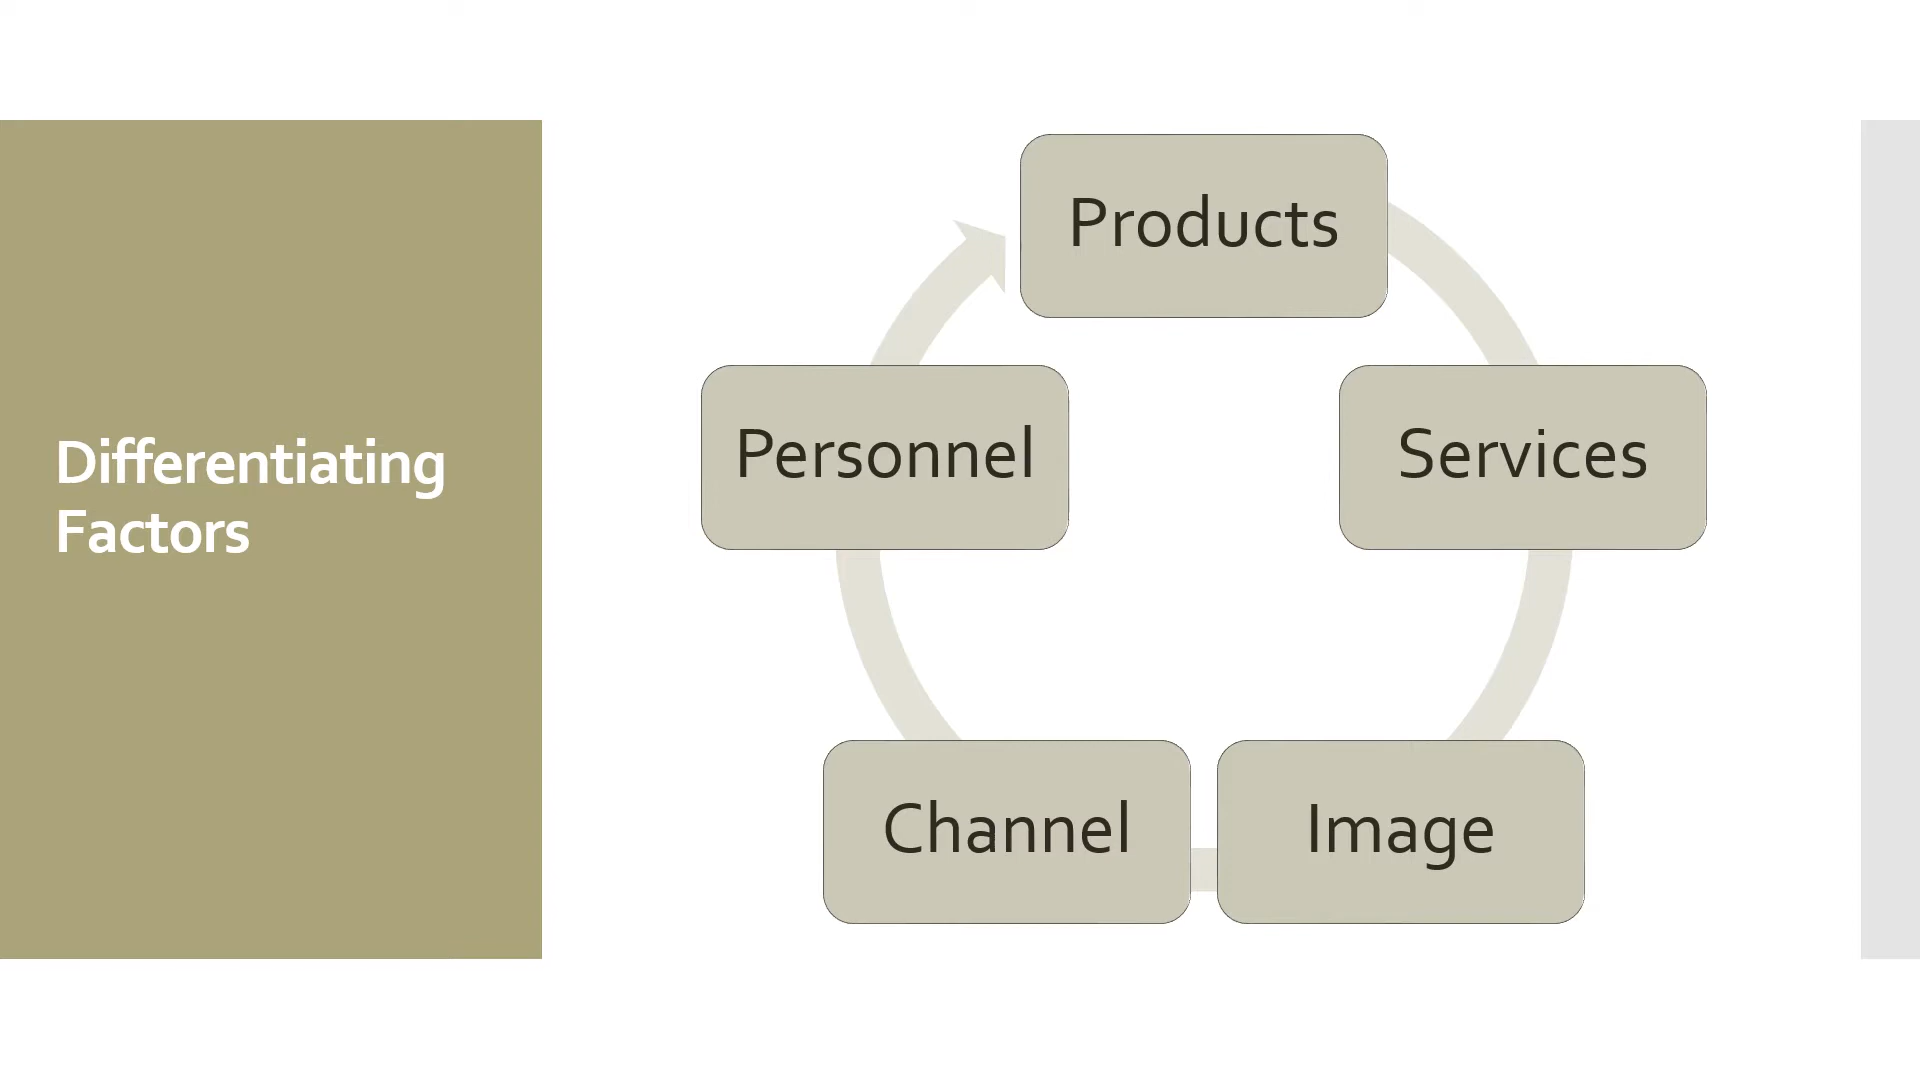 Differentiating
Factors
Products
Services
Image
Channel
Personnel